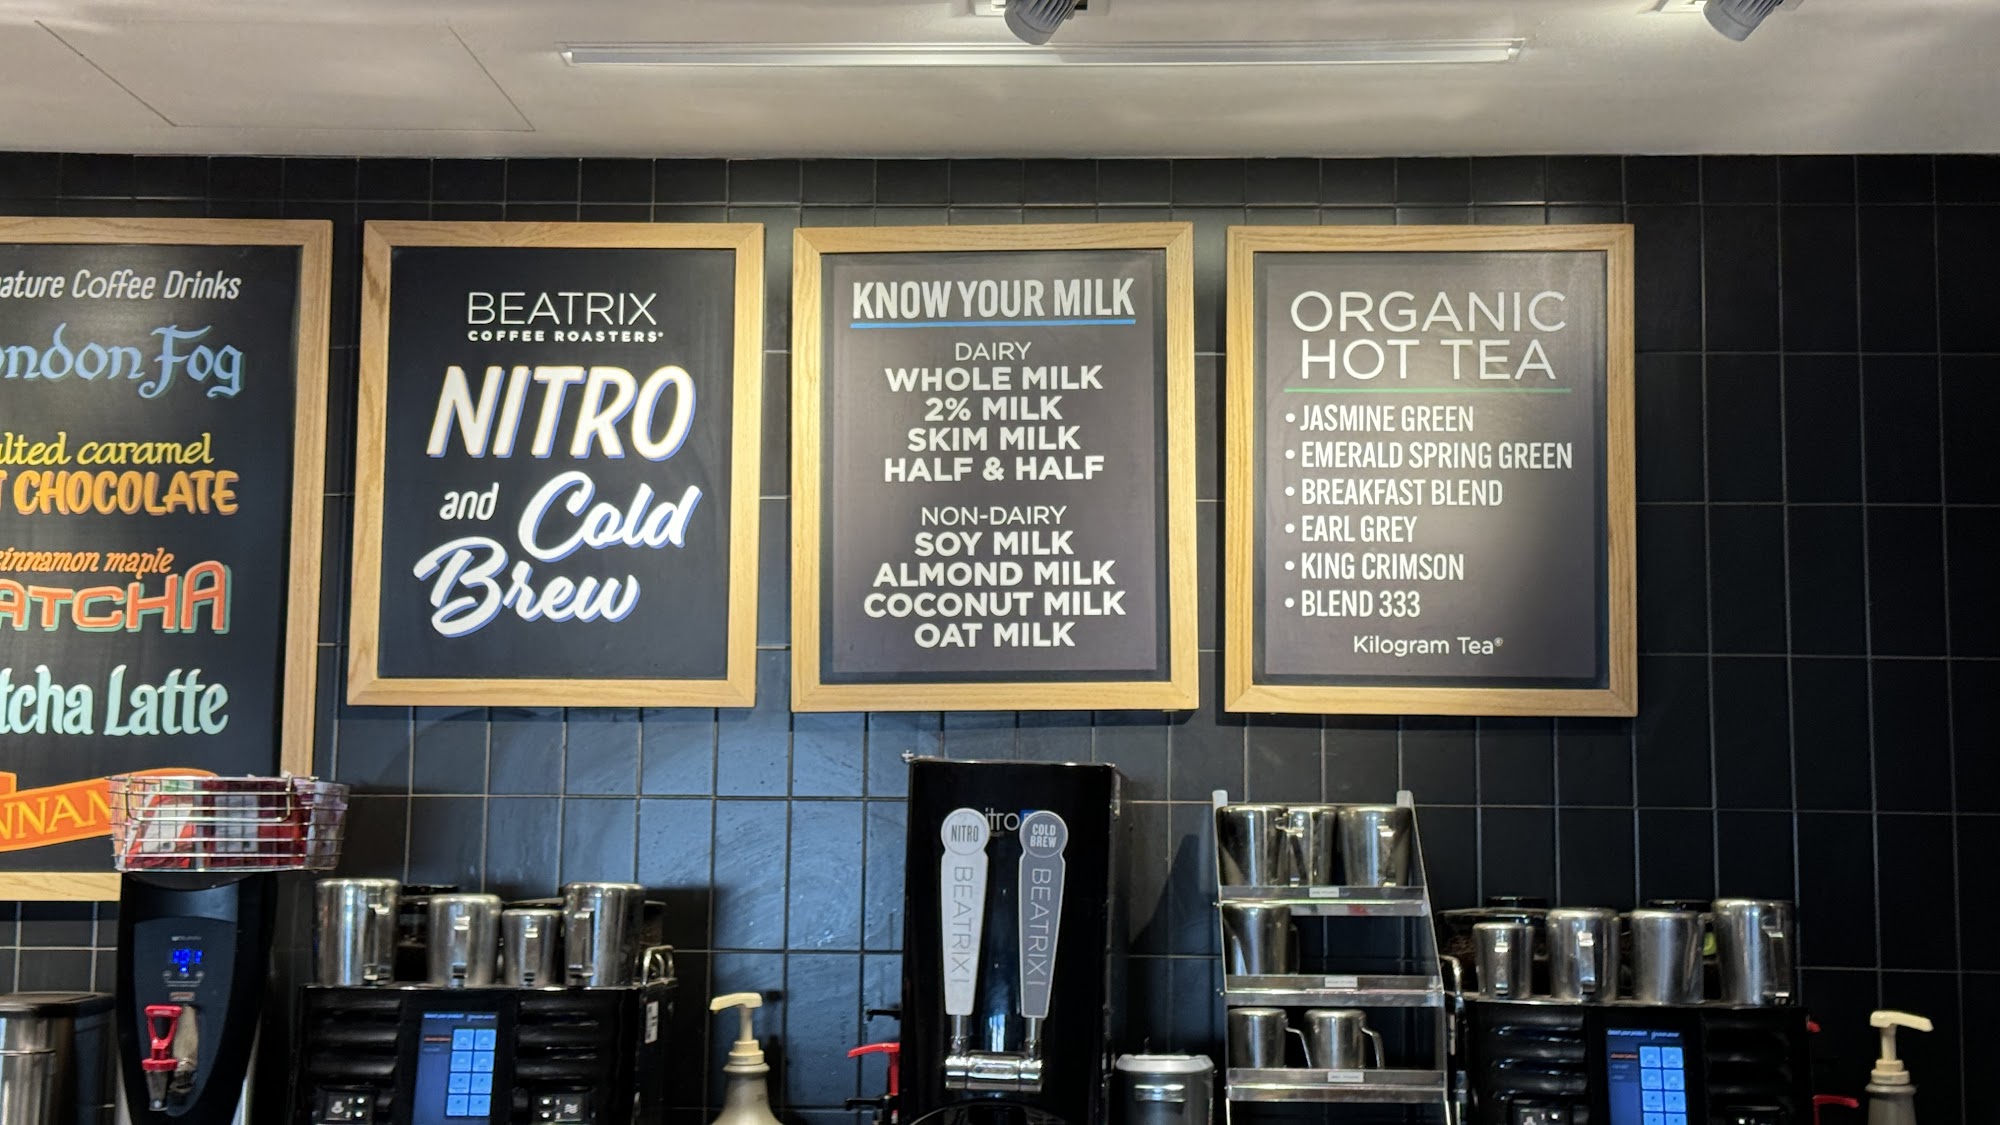 ature Coffee Drinks
ondon Fog
alted caramel
T CHOCOLATE
cinnamon maple
ATCHA
tcha Latte
NNAM
BEATRIX
COFFEE ROASTERS®
NITRO
and Cold
Brew
KNOW YOUR MILK
DAIRY
WHOLE MILK
2% MILK
SKIM MILK
HALF & HALF
NON-DAIRY
SOY MILK
ALMOND MILK
COCONUT MILK
OAT MILK
ORGANIC
HOT TEA
• JASMINE GREEN
• EMERALD SPRING GREEN
• BREAKFAST BLEND
• EARL GREY
• KING CRIMSON
• BLEND 333
Kilogram Tea®
itro
NITRO
BEATRIX
COLD
BREW
BEATRIX